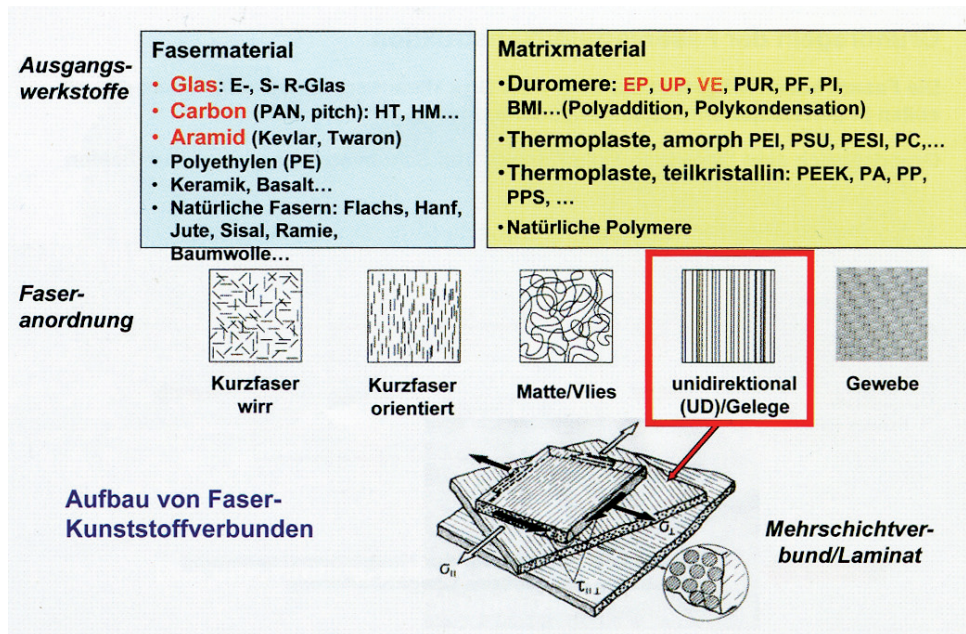 Ausgangs-
werkstoffe
Fasermaterial
• Glas: E-, S- R-Glas
• Carbon (PAN, pitch): HT, HM…
• Aramid (Kevlar, Twaron)
• Polyethylen (PE)
• Keramik, Basalt…
• Natürliche Fasern: Flachs, Hanf,
Jute, Sisal, Ramie,
Baumwolle…
Matrixmaterial
•Duromere: EP, UP, VE, PUR, PF, PI,
BMI…(Polyaddition, Polykondensation)
•Thermoplaste, amorph PEI, PSU, PESI, PC,…
•Thermoplaste, teilkristallin: PEEK, PA, PP,
PPS, …
•Natürliche Polymere
Faser-
anordnung
Kurzfaser
wirr
Kurzfaser
orientiert
Matte/Vlies
unidirektional
(UD)/Gelege
Gewebe
Aufbau von Faser-
Kunststoffverbunden
σ⊥
σ||
τ||⊥
Mehrschichtver-
bund/Laminat